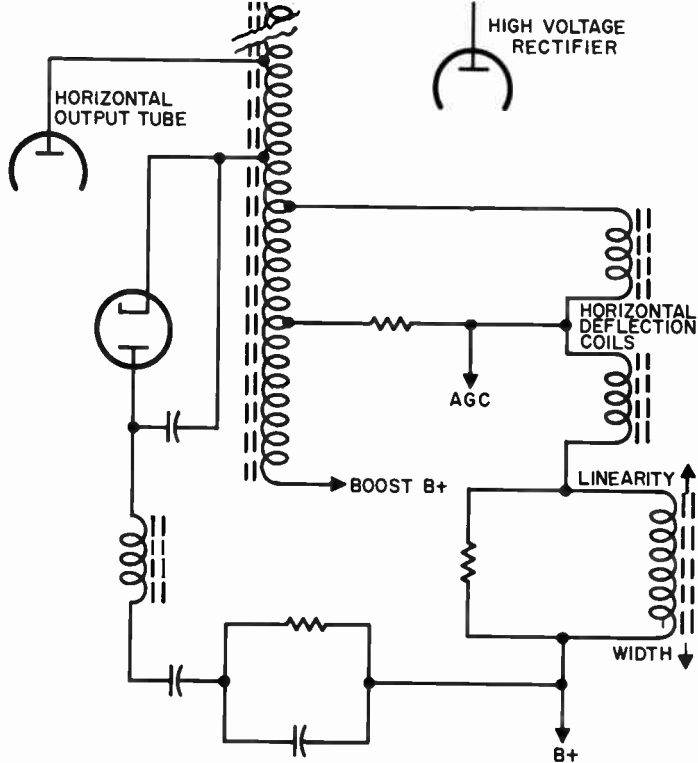 HIGH VOLTAGE
RECTIFIER
HORIZONTAL
OUTPUT TUBE
HORIZONTAL
DEFLECTION
COILS
AGC
BOOST B+
LINEARITY
WIDTH
B+